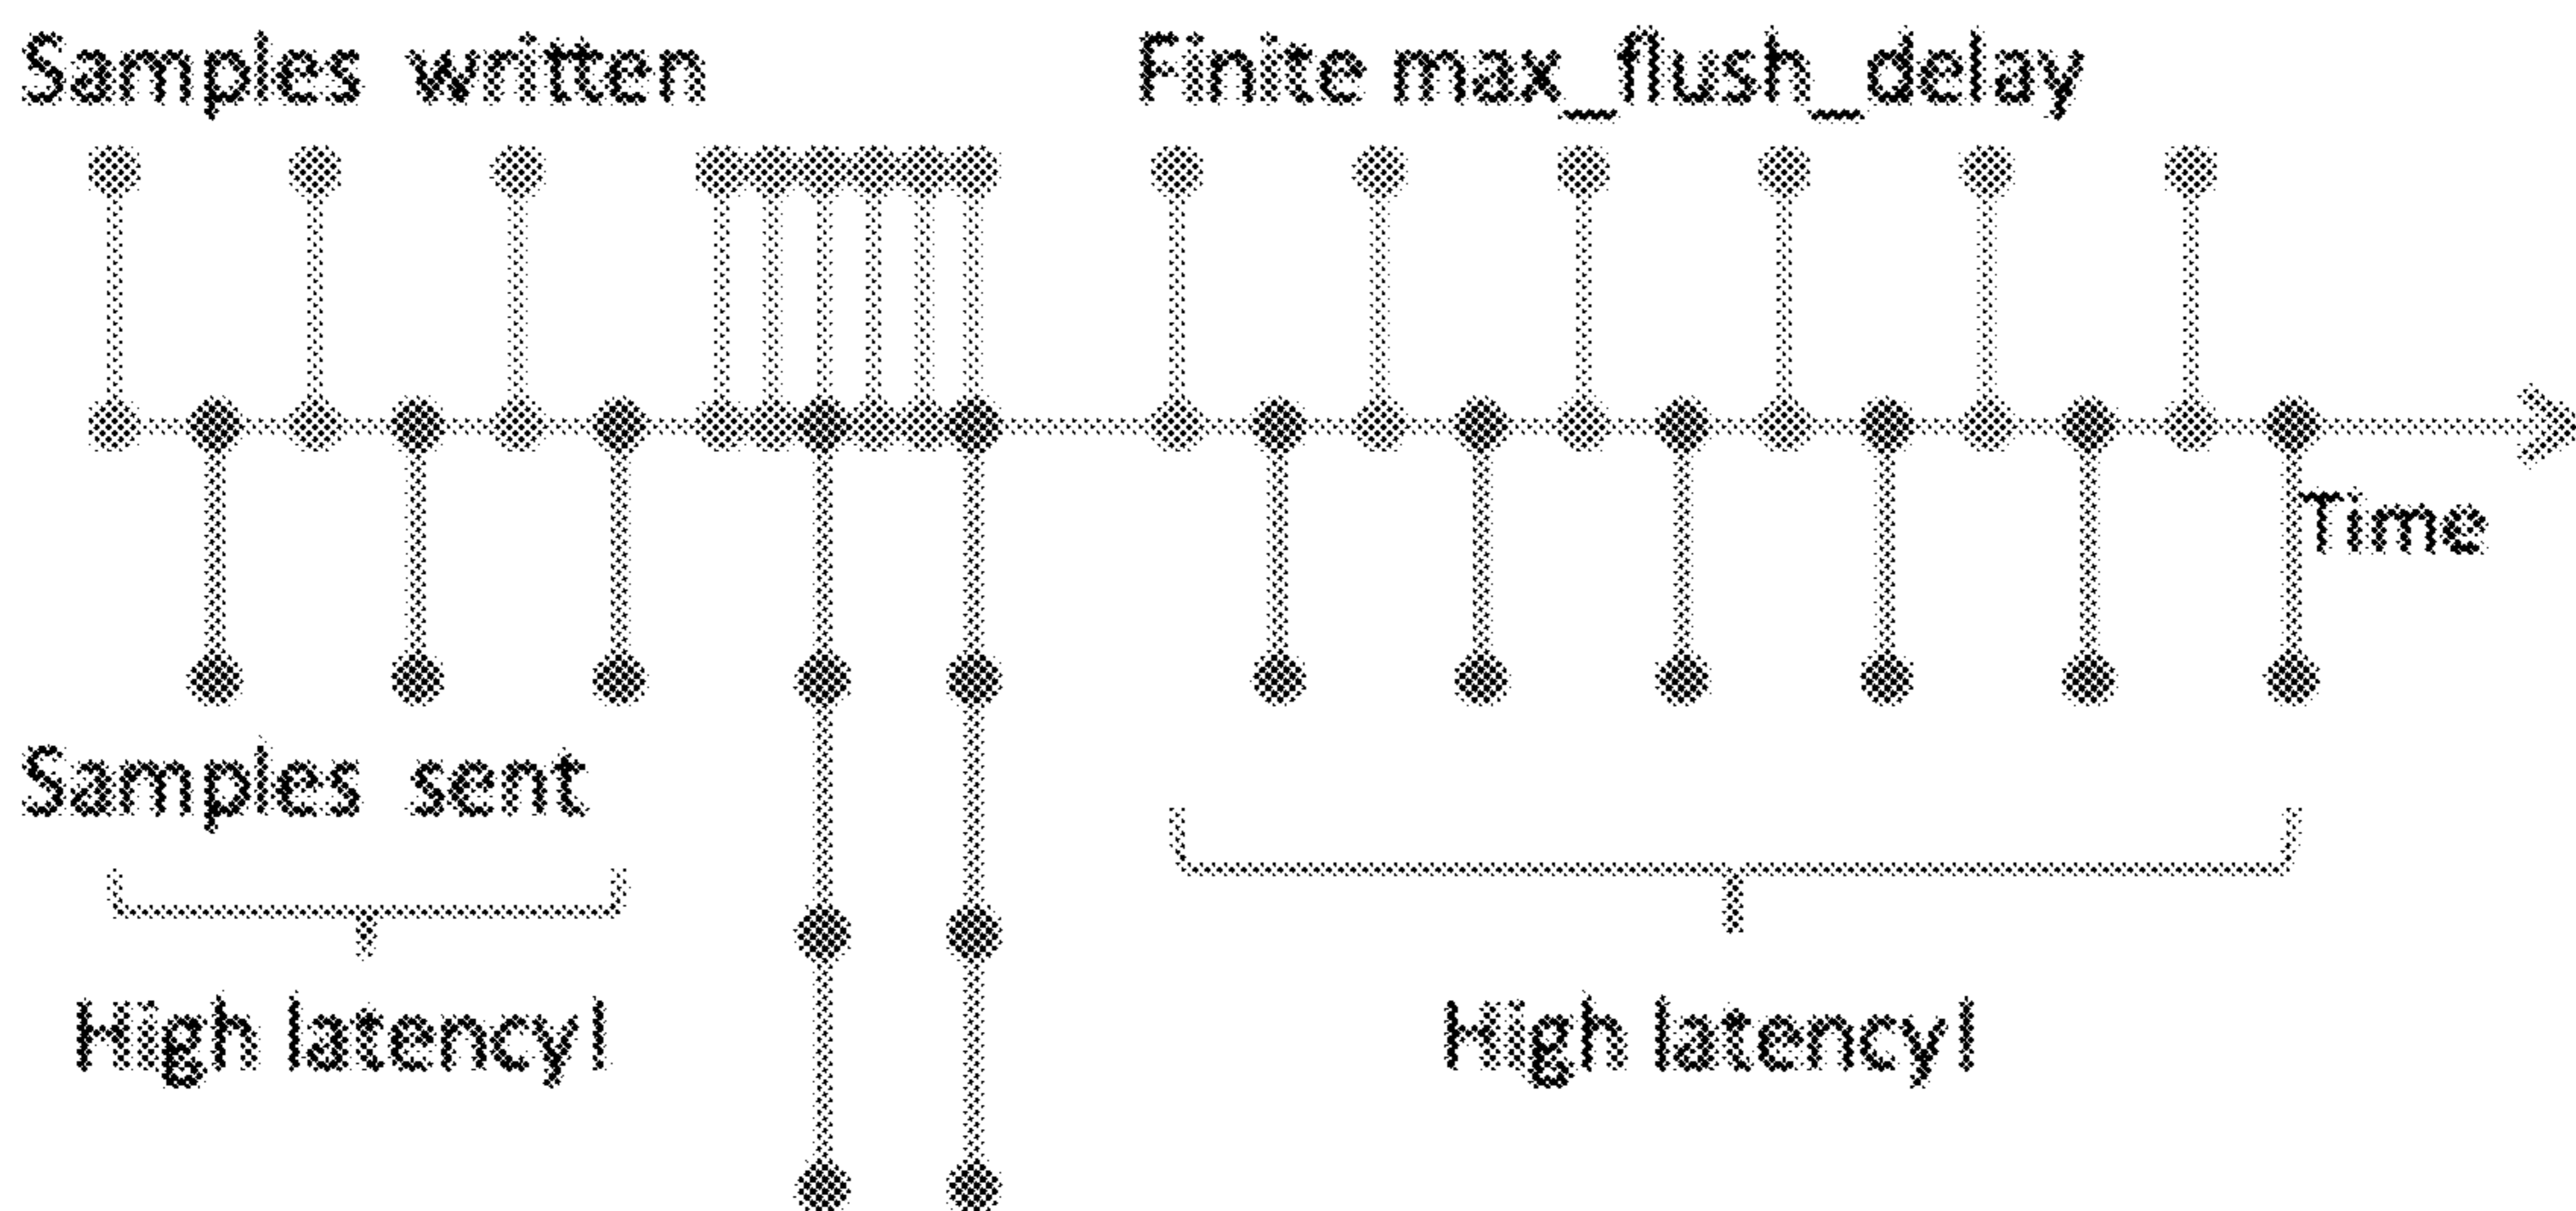 Samples written
Finite max_flush_delay
Time
Samples sent
High latency!
High latency!